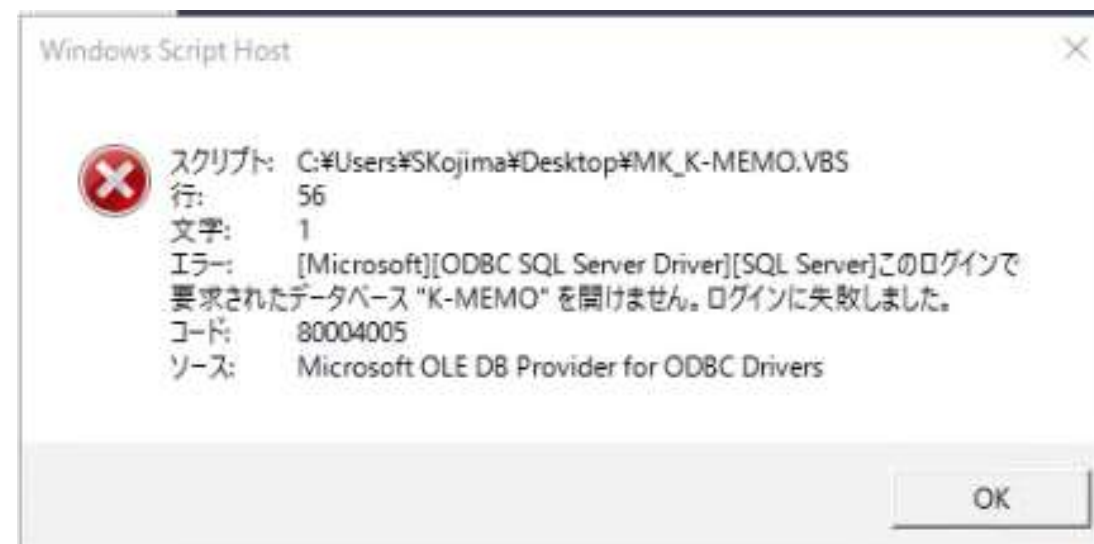 Windows Script Host
スクリプト: C:¥Users¥SKojima¥Desktop¥MK_K-MEMO.VBS
行: 56
文字: 1
エラー: [Microsoft][ODBC SQL Server Driver][SQL Server]このログインで
要求されたデータベース "K-MEMO" を開けません。ログインに失敗しました。
コード: 80004005
ソース: Microsoft OLE DB Provider for ODBC Drivers
OK